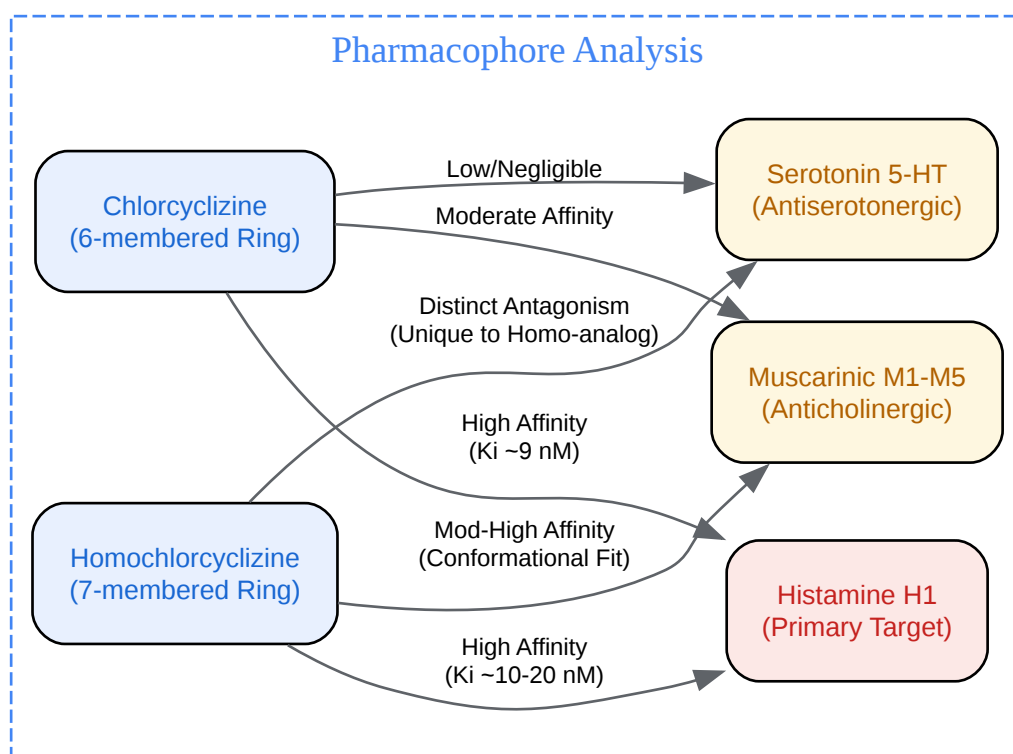 Pharmacophore Analysis
Chlorcyclizine
(6-membered Ring)
Low/Negligible
Moderate Affinity
Serotonin 5-HT
(Antiserotonergic)
Distinct Antagonism
(Unique to Homo-analog)
Muscarinic M1-M5
(Anticholinergic)
High Affinity
(Ki ~9 nM)
Homochlorcyclizine
(7-membered Ring)
Mod-High Affinity
(Conformational Fit)
Histamine H1
(Primary Target)
High Affinity
(Ki ~10-20 nM)